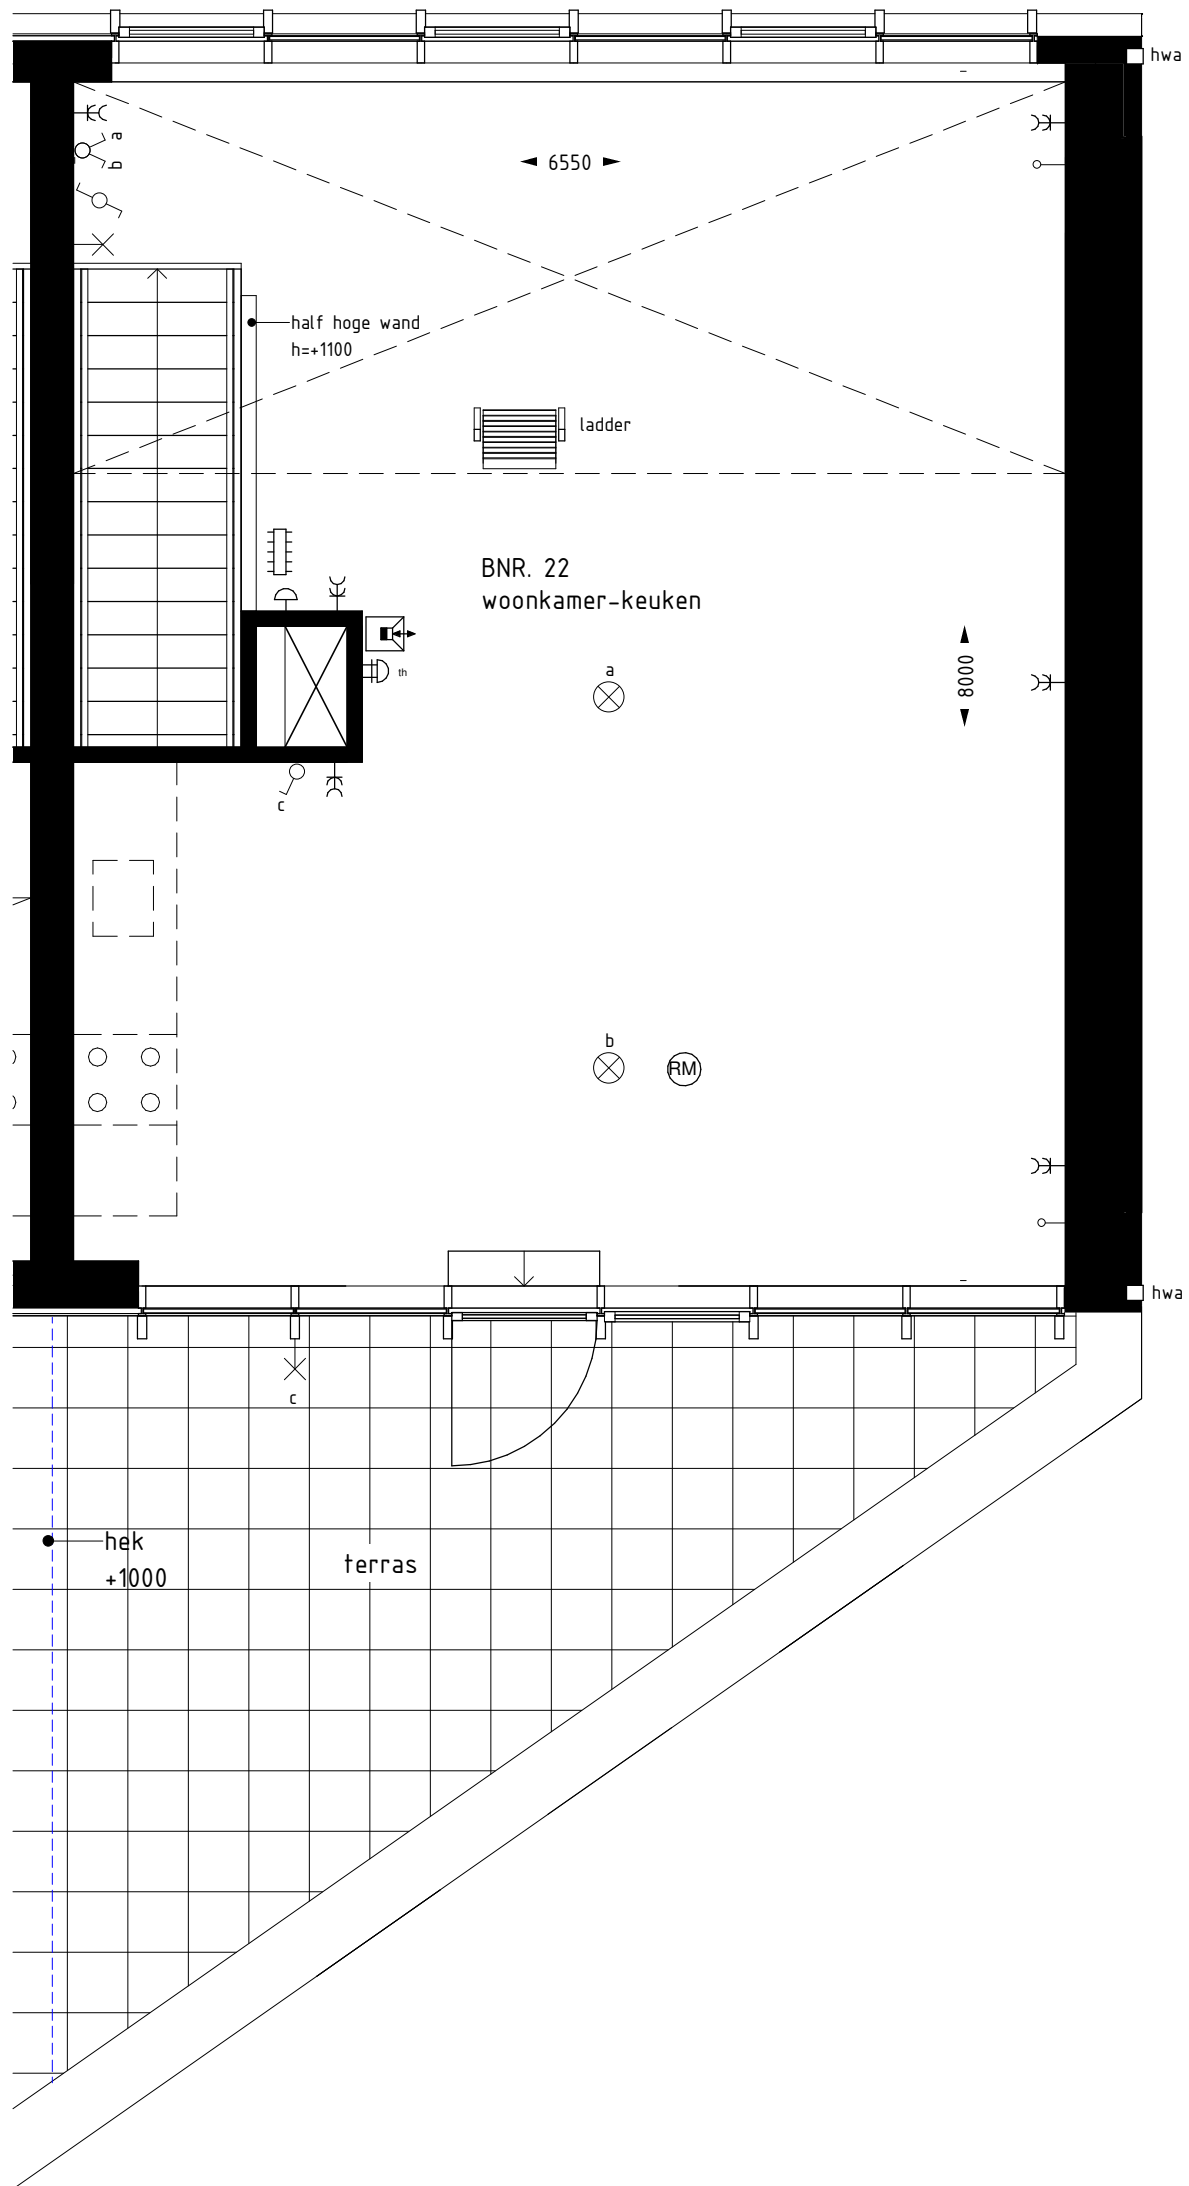 hwa
a
b
6550
half hoge wand
h=+1100
ladder
BNR. 22
woonkamer-keuken
8000
a
th
c
b
RM
hwa
c
hek
+1000
terras